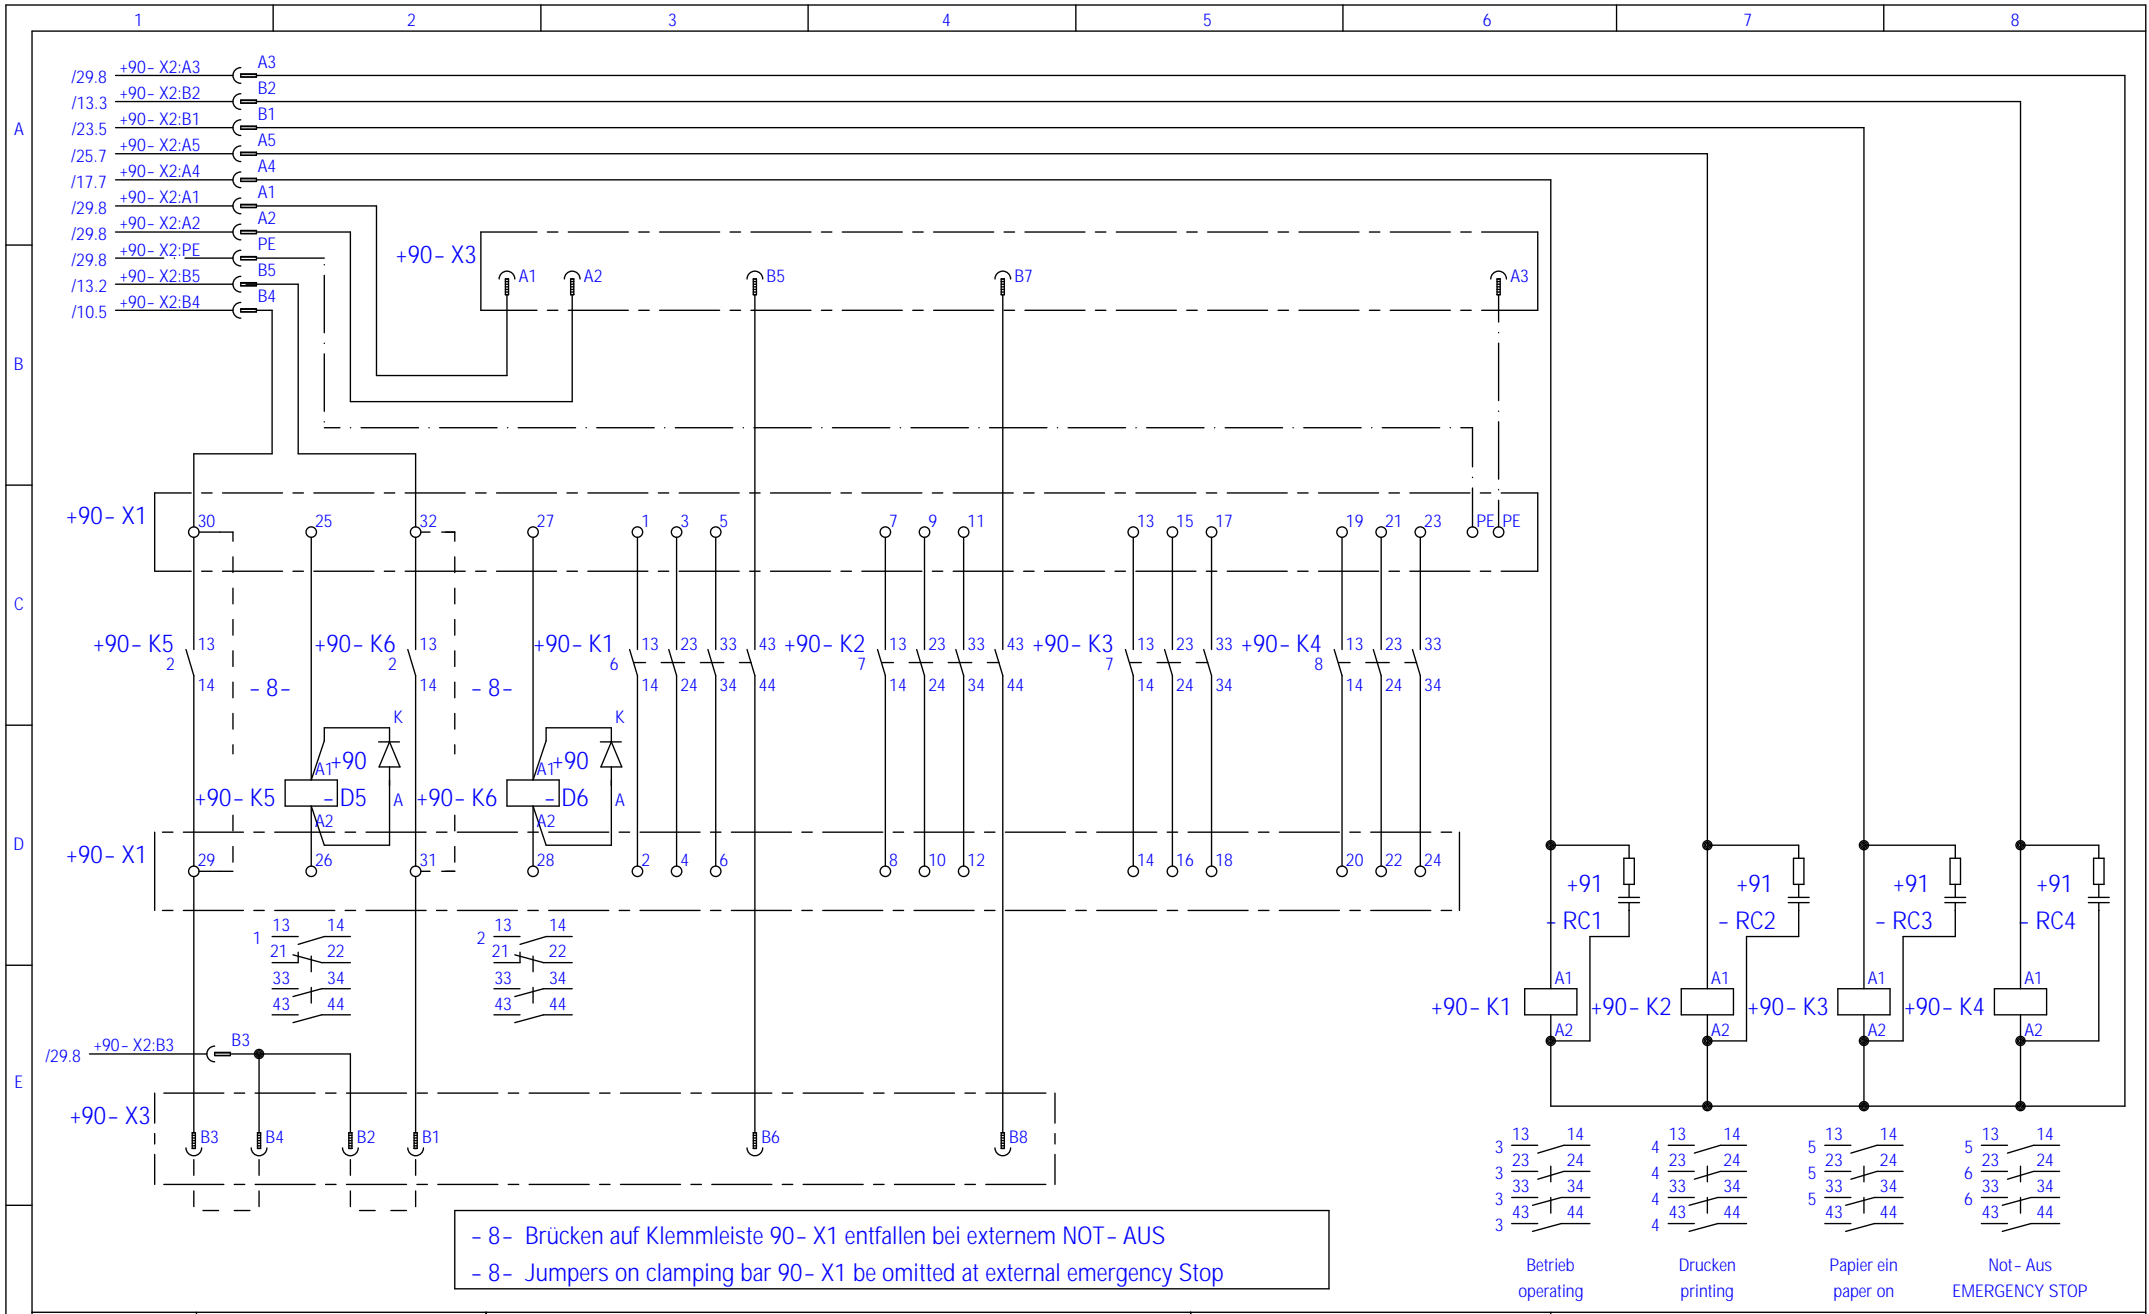 1 2 3 4 5 6 7 8
/29.8 +90- X2:A3 A3
/13.3 +90- X2:B2 B2
A /23.5 +90- X2:B1 B1
/25.7 +90- X2:A5 A5
/17.7 +90- X2:A4 A4
/29.8 +90- X2:A1 A1
/29.8 +90- X2:A2 A2
/29.8 +90- X2:PE PE
+90- X3
/13.2 +90- X2:B5 B5
A1 A2 B5 B7 A3
/10.5 +90- X2:B4 B4
B
+90- X1
30 25 32 27 1 3 5 7 9 11 13 15 17 19 21 23 PE PE
C
+90- K5 13 +90- K6 13 +90- K1 13 23 33 43 +90- K2 13 23 33 43 +90- K3 13 23 33 +90- K4 13 23 33
2 2 6 7 7 8
14 - 8- 14 - 8- 14 24 34 44 14 24 34 44 14 24 34 14 24 34
K K
A1 +90 A1 +90
+90- K5 - D5 A +90- K6 - D6 A
A2 A2
D +90- X1
29 26 31 28 2 4 6 8 10 12 14 16 18 20 22 24
+91 +91 +91 +91
- RC1 - RC2 - RC3 - RC4
1 13 14 2 13 14
21 22 21 22
33 34 33 34
43 44 43 44
A1 A1 A1 A1
+90- K1 +90- K2 +90- K3 +90- K4
A2 A2 A2 A2
/29.8 +90- X2:B3 B3
E
+90- X3
B3 B4 B2 B1 B6 B8
3 13 14 4 13 14 5 13 14 5 13 14
3 23 24 4 23 24 5 23 24 6 23 24
3 33 34 4 33 34 5 33 34 6 33 34
3 43 44 4 43 44 43 44 43 44
- 8- Brücken auf Klemmleiste 90- X1 entfallen bei externem NOT- AUS
- 8- Jumpers on clamping bar 90- X1 be omitted at external emergency Stop
Betrieb Drucken Papier ein Not- Aus
operating printing paper on EMERGENCY STOP